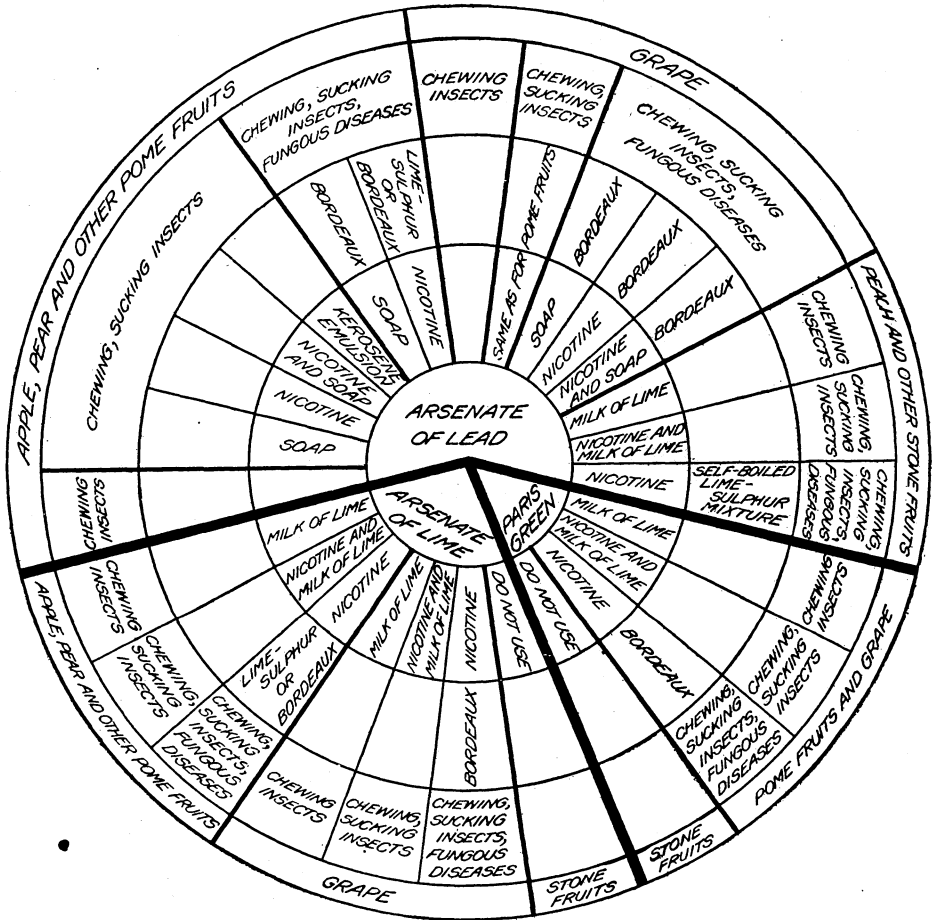 APPLE, PEAR AND OTHER POME FRUITS
CHEWING
INSECTS
CHEWING, SUCKING INSECTS
SOAP
NICOTINE
NICOTINE
AND SOAP
KEROSENE
EMULSION
CHEWING, SUCKING
INSECTS,
FUNGOUS DISEASES
BORDEAUX
SOAP
LIME-
SULPHUR
OR
BORDEAUX
NICOTINE
GRAPE
CHEWING
INSECTS
CHEWING,
SUCKING
INSECTS
SAME AS FOR POME FRUITS
CHEWING, SUCKING
INSECTS,
FUNGOUS DISEASES
BORDEAUX
SOAP
BORDEAUX
NICOTINE
BORDEAUX
NICOTINE
AND SOAP
PEACH AND OTHER STONE FRUITS
CHEWING
INSECTS
MILK OF LIME
CHEWING,
SUCKING
INSECTS
NICOTINE AND
MILK OF LIME
CHEWING,
SUCKING
INSECTS,
FUNGOUS
DISEASES
SELF-BOILED
LIME-
SULPHUR
MIXTURE
NICOTINE
ARSENATE
OF LEAD
ARSENATE
OF LIME
PARIS
GREEN
MILK OF LIME
NICOTINE AND
MILK OF LIME
NICOTINE
CHEWING
INSECTS
CHEWING,
SUCKING
INSECTS
LIME-
SULPHUR
OR
BORDEAUX
CHEWING,
SUCKING
INSECTS,
FUNGOUS
DISEASES
APPLE, PEAR AND OTHER POME FRUITS
MILK OF LIME
NICOTINE AND
MILK OF LIME
NICOTINE
BORDEAUX
CHEWING
INSECTS
CHEWING,
SUCKING
INSECTS
CHEWING,
SUCKING
INSECTS,
FUNGOUS
DISEASES
GRAPE
DO NOT USE
STONE
FRUITS
DO NOT USE
STONE
FRUITS
MILK OF LIME
NICOTINE AND
MILK OF LIME
NICOTINE
BORDEAUX
CHEWING
INSECTS
CHEWING,
SUCKING
INSECTS
CHEWING,
SUCKING
INSECTS,
FUNGOUS
DISEASES
POME FRUITS AND GRAPE